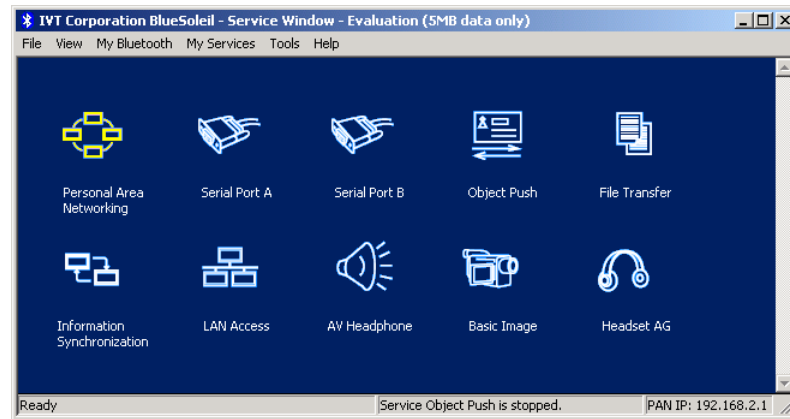 IVT Corporation BlueSoleil - Service Window - Evaluation (5MB data only)
File View My Bluetooth My Services Tools Help
Personal Area
Networking
Serial Port A
Serial Port B
Object Push
File Transfer
Information
Synchronization
LAN Access
AV Headphone
Basic Image
Headset AG
Ready
Service Object Push is stopped.
PAN IP: 192.168.2.1